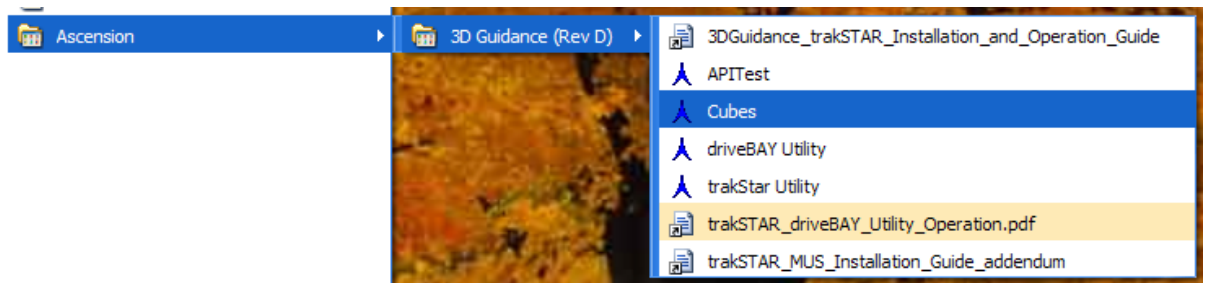 Ascension
3D Guidance (Rev D)
3DGuidance_trakSTAR_Installation_and_Operation_Guide
APITest
Cubes
driveBAY Utility
trakStar Utility
trakSTAR_driveBAY_Utility_Operation.pdf
trakSTAR_MUS_Installation_Guide_addendum